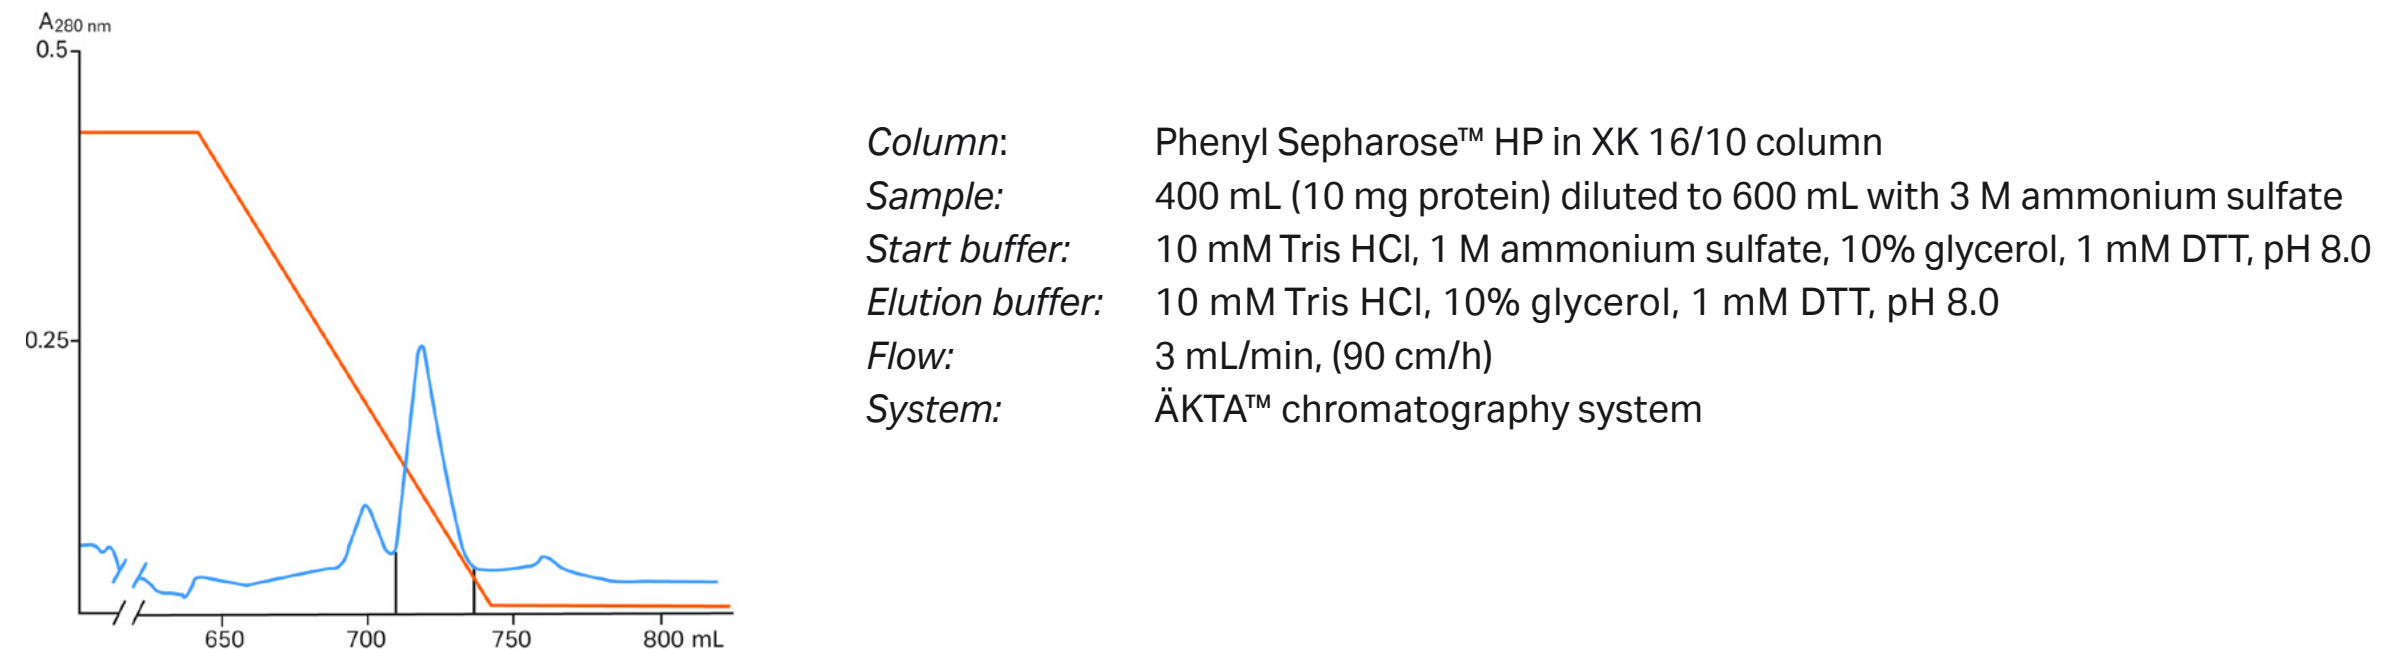 A280 nm
0.5
0.25
650 700 750 800 mL
Column: Phenyl Sepharose™ HP in XK 16/10 column
Sample: 400 mL (10 mg protein) diluted to 600 mL with 3 M ammonium sulfate
Start buffer: 10 mM Tris HCl, 1 M ammonium sulfate, 10% glycerol, 1 mM DTT, pH 8.0
Elution buffer: 10 mM Tris HCl, 10% glycerol, 1 mM DTT, pH 8.0
Flow: 3 mL/min, (90 cm/h)
System: ÄKTA™ chromatography system